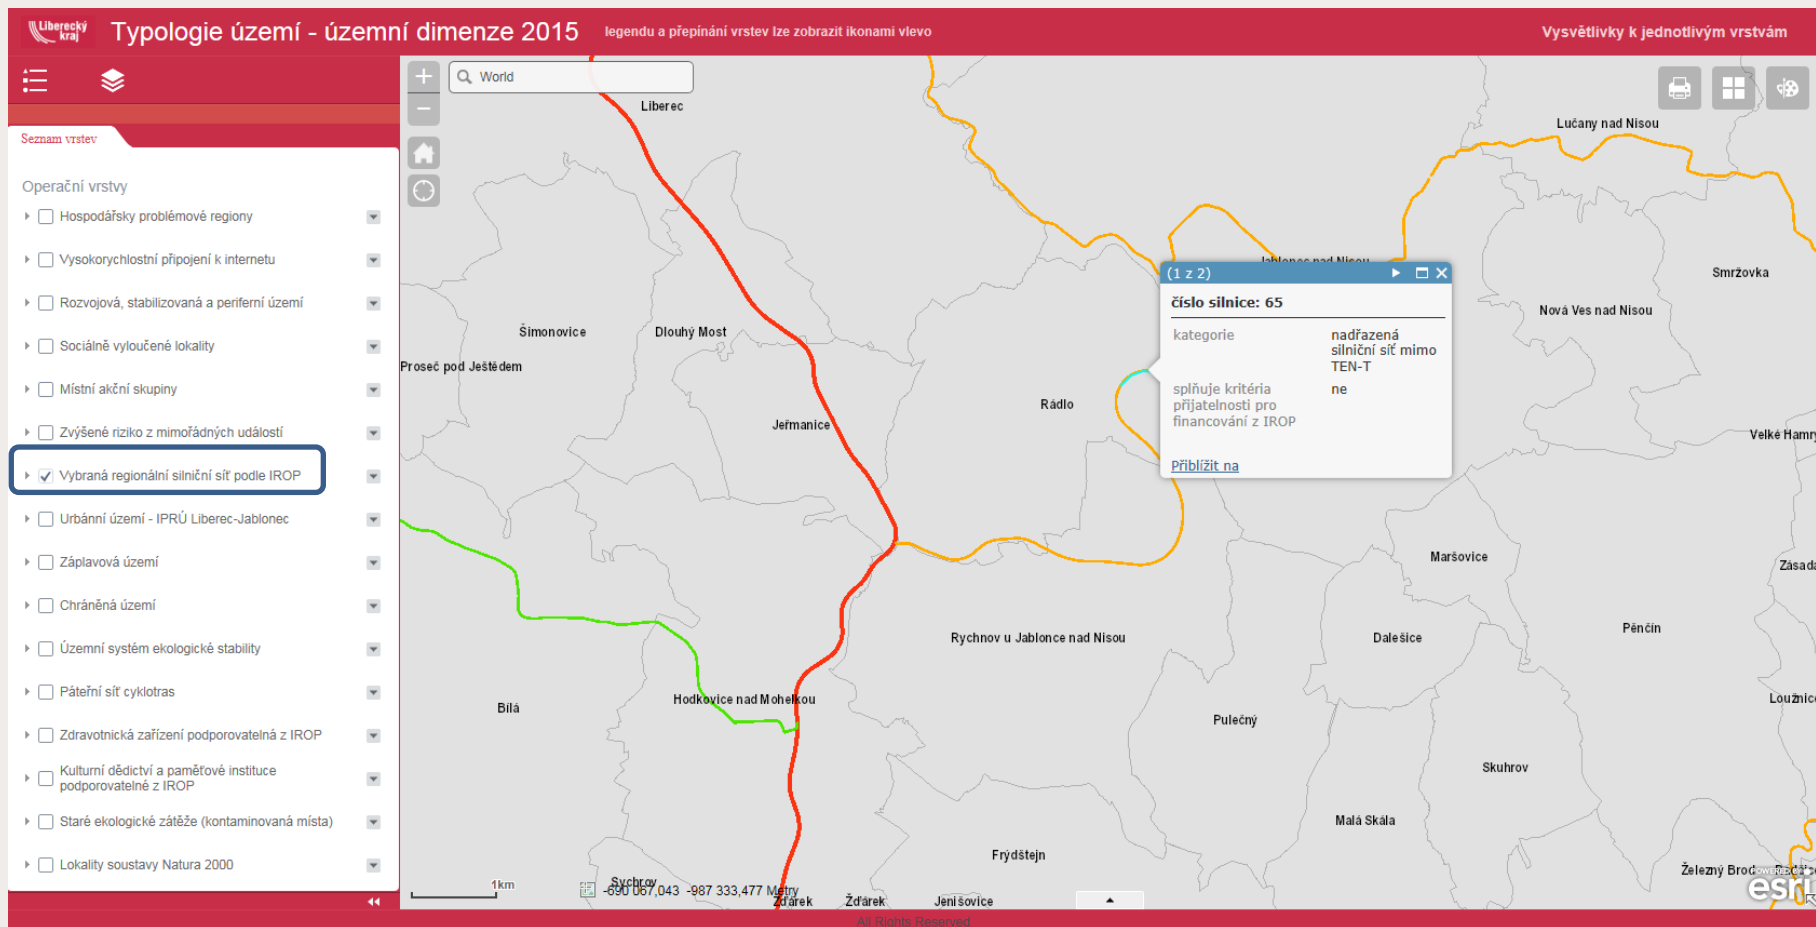 Liberecký
kraj
Typologie území - územní dimenze 2015
legendu a přepínání vrstev lze zobrazit ikonami vlevo
Vysvětlivky k jednotlivým vrstvám
Seznam vrstev
Operační vrstvy
Hospodářsky problémové regiony
Vysokorychlostní připojení k internetu
Rozvojová, stabilizovaná a periferní území
Sociálně vyloučené lokality
Místní akční skupiny
Zvýšené riziko z mimořádných událostí
Vybraná regionální silniční síť podle IROP
Urbánní území - IPRÚ Liberec-Jablonec
Záplavová území
Chráněná území
Územní systém ekologické stability
Páteřní síť cyklotras
Zdravotnická zařízení podporovatelná z IROP
Kulturní dědictví a paměťové instituce
podporovatelné z IROP
Staré ekologické zátěže (kontaminovaná místa)
Lokality soustavy Natura 2000
World
Liberec
Lučany nad Nisou
Jablonec nad Nisou
Smržovka
Nová Ves nad Nisou
Šimonovice
Dlouhý Most
Proseč pod Ještědem
Rádlo
Jeřmanice
Velké Hamry
(1 z 2)
číslo silnice: 65
kategorie
nadřazená
silniční síť mimo
TEN-T
splňuje kritéria
přijatelnosti pro
financování z IROP
ne
Přiblížit na
Maršovice
Zásada
Rychnov u Jablonce nad Nisou
Dalešice
Pěnčín
Hodkovice nad Mohelkou
Bílá
Loužnice
Pulečný
Skuhrov
Malá Skála
Frýdštejn
Železný Brod
1km
Sychrov
-690 067,043 -987 333,477 Metry
Žďárek
Žďárek
Jenišovice
POWERED BY
esri
All Rights Reserved